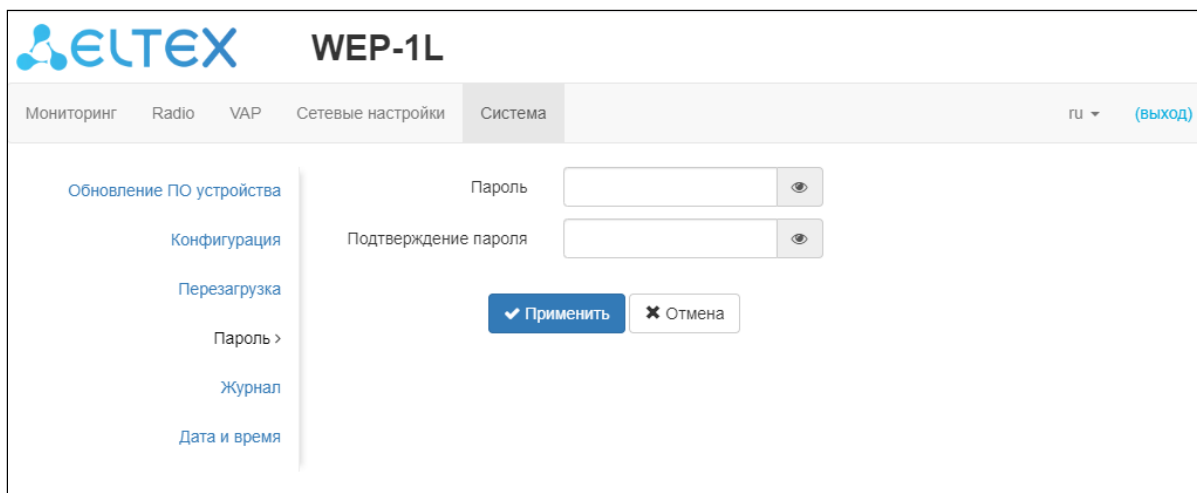 ELTEX WEP-1L
Мониторинг Radio VAP Сетевые настройки Система ru (выход)
Обновление ПО устройства
Конфигурация
Перезагрузка
Пароль >
Журнал
Дата и время
Пароль
Подтверждение пароля
Применить Отмена